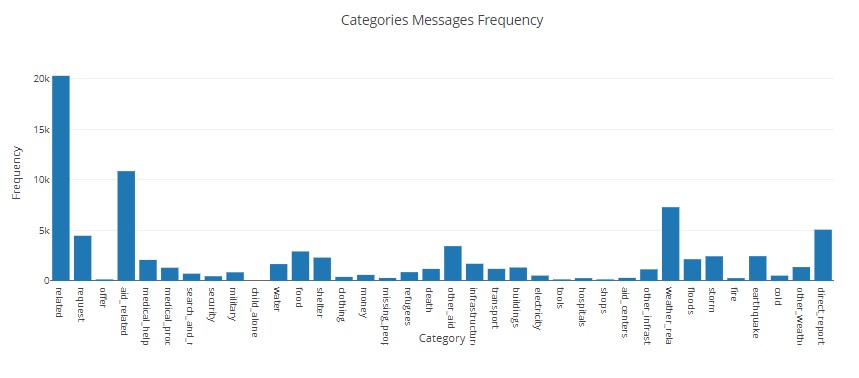 Categories Messages Frequency
Frequency
20k
15k
10k
5k
0
related
request
offer
aid_related
medical_help
medical_proc
search_and_r
security
military
child_alone
water
food
shelter
clothing
money
missing_peop
refugees
death
other_aid
infrastructure
transport
buildings
electricity
tools
hospitals
shops
aid_centers
other_infrast
weather_rela
floods
storm
fire
earthquake
cold
other_weath
direct_report
Category